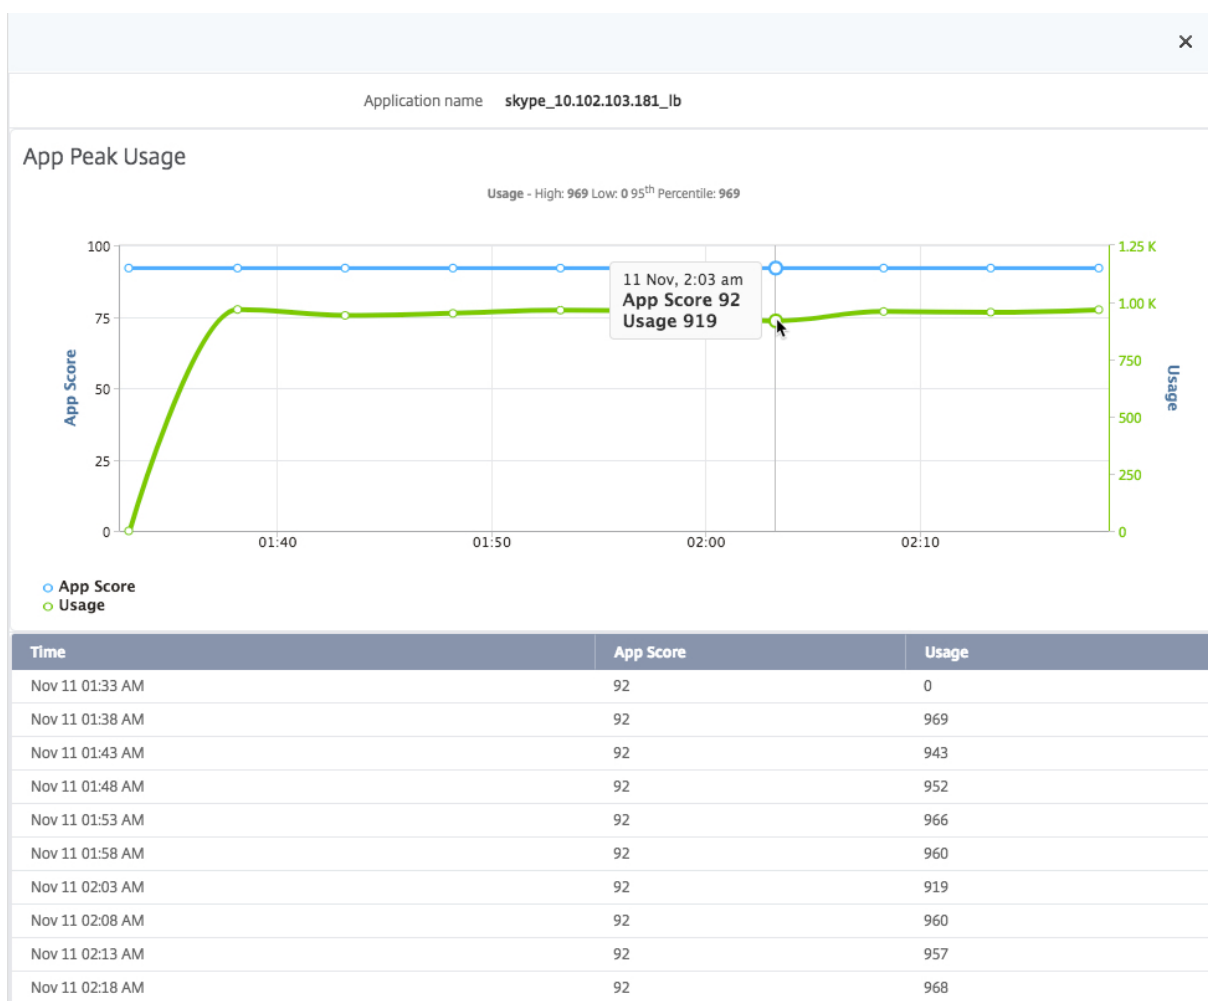 ×
Application name skype_10.102.103.181_lb
App Peak Usage
Usage - High: 969 Low: 0 95th Percentile: 969
100
75
50
25
0
App Score
11 Nov, 2:03 am
App Score 92
Usage 919
1.25 K
1.00 K
750
500
250
0
Usage
01:40 01:50 02:00 02:10
App Score
Usage
Time App Score Usage
Nov 11 01:33 AM 92 0
Nov 11 01:38 AM 92 969
Nov 11 01:43 AM 92 943
Nov 11 01:48 AM 92 952
Nov 11 01:53 AM 92 966
Nov 11 01:58 AM 92 960
Nov 11 02:03 AM 92 919
Nov 11 02:08 AM 92 960
Nov 11 02:13 AM 92 957
Nov 11 02:18 AM 92 968